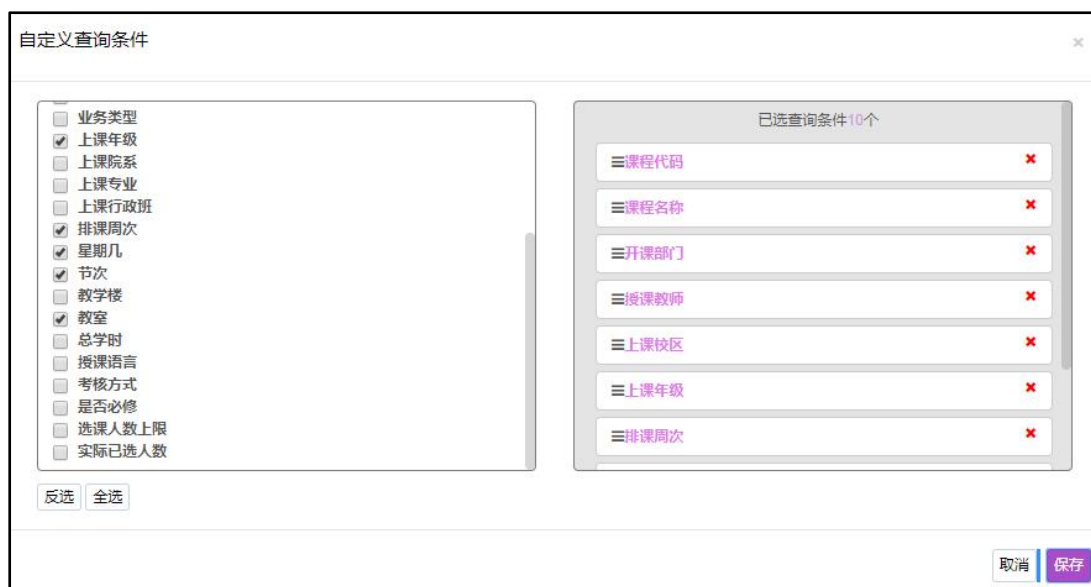 自定义查询条件
×
业务类型
上课年级
上课院系
上课专业
上课行政班
排课周次
星期几
节次
教学楼
教室
总学时
授课语言
考核方式
是否必修
选课人数上限
实际已选人数
反选 全选
已选查询条件10个
课程代码
课程名称
开课部门
授课教师
上课校区
上课年级
排课周次
取消 保存